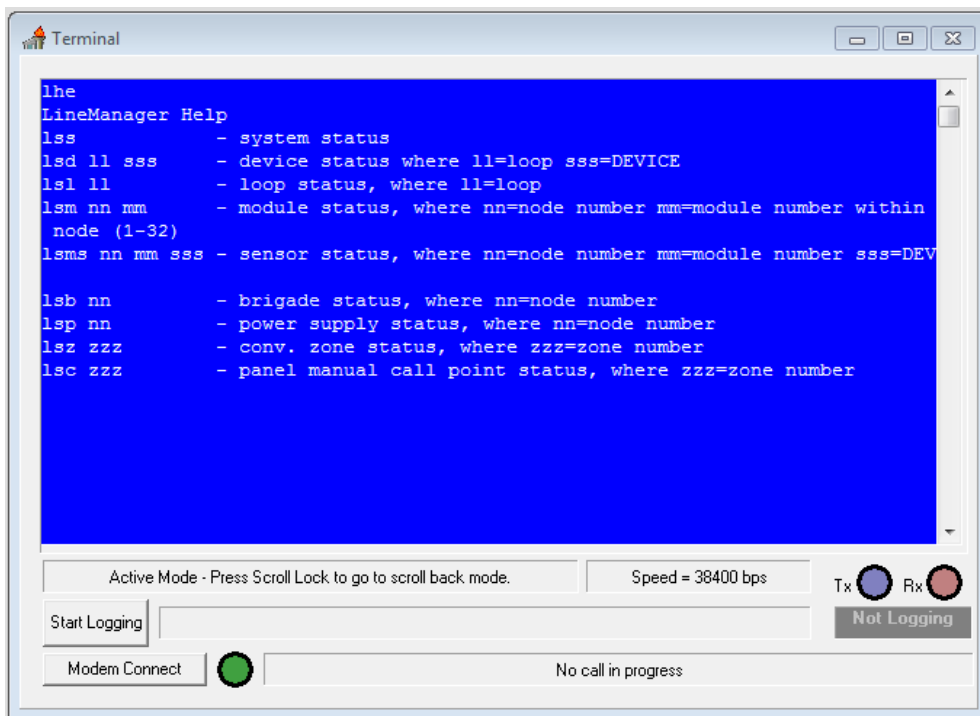 Terminal
lhe
LineManager Help
lss - system status
lsd ll sss - device status where ll=loop sss=DEVICE
lsl ll - loop status, where ll=loop
lsm nn mm - module status, where nn=node number mm=module number within
node (1-32)
lsms nn mm sss - sensor status, where nn=node number mm=module number sss=DEV
lsb nn - brigade status, where nn=node number
lsp nn - power supply status, where nn=node number
lsz zzz - conv. zone status, where zzz=zone number
lsc zzz - panel manual call point status, where zzz=zone number
Active Mode - Press Scroll Lock to go to scroll back mode.
Speed = 38400 bps
Tx
Rx
Start Logging
Not Logging
Modem Connect
No call in progress